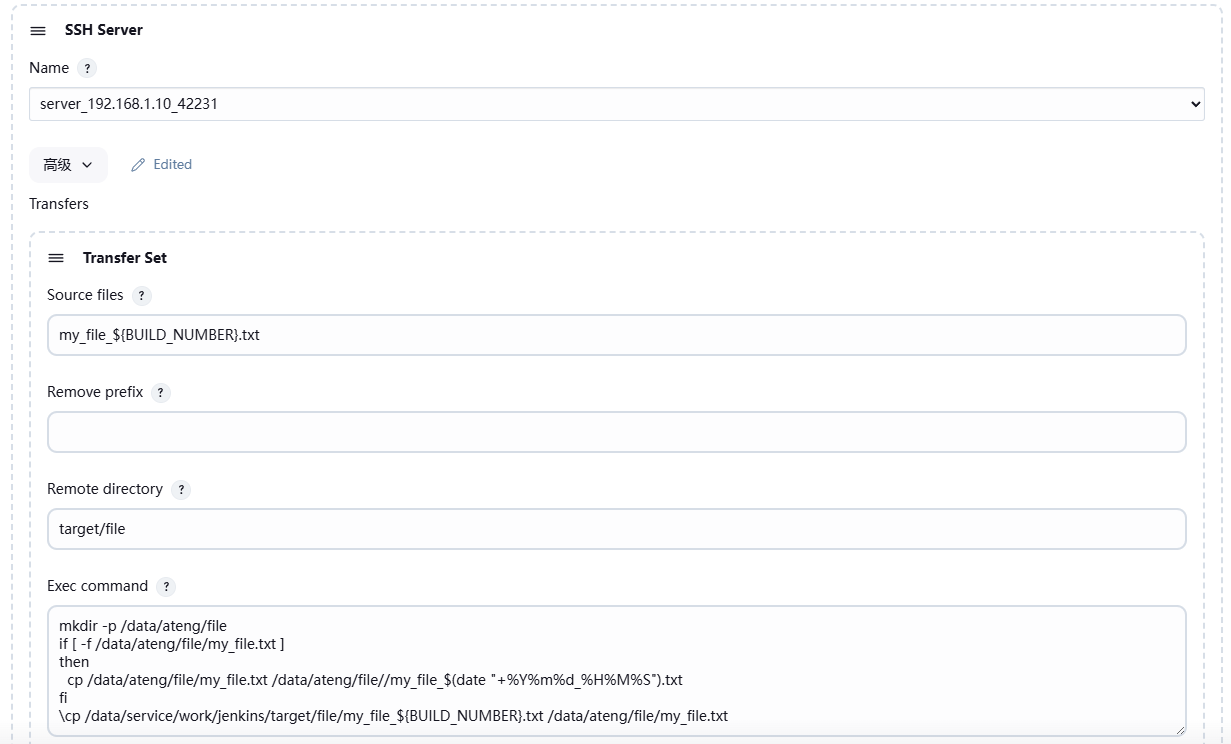 SSH Server
Name ?
server_192.168.1.10_42231
高级 Edited
Transfers
Transfer Set
Source files ?
my_file_${BUILD_NUMBER}.txt
Remove prefix ?
Remote directory ?
target/file
Exec command ?
mkdir -p /data/ateng/file
if [ -f /data/ateng/file/my_file.txt ]
then
  cp /data/ateng/file/my_file.txt /data/ateng/file//my_file_$(date "+%Y%m%d_%H%M%S").txt
fi
\cp /data/service/work/jenkins/target/file/my_file_${BUILD_NUMBER}.txt /data/ateng/file/my_file.txt